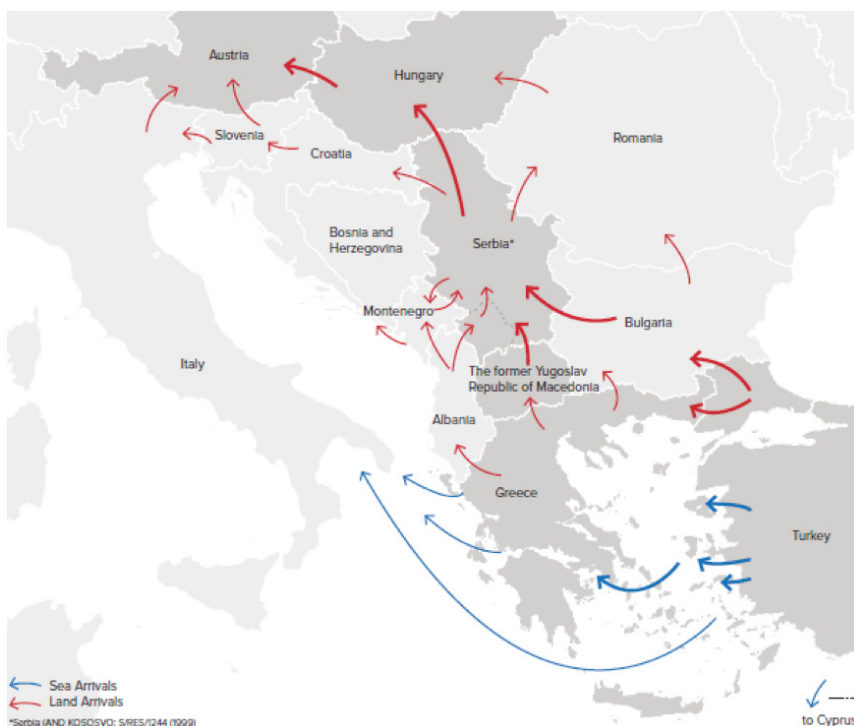 Austria
Hungary
Slovenia
Croatia
Romania
Bosnia and
Herzegovina
Serbia*
Montenegro
Bulgaria
Italy
The former Yugoslav
Republic of Macedonia
Albania
Greece
Turkey
Sea Arrivals
Land Arrivals
to Cyprus
*Serbia (AND KOSOSVO: S/RES/1244 (1999)